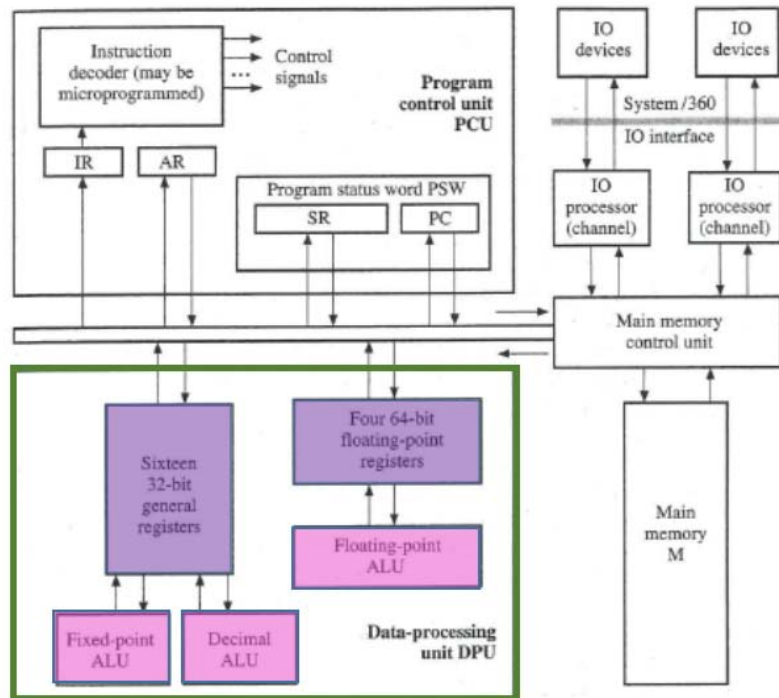 Instruction
decoder (may be
microprogrammed)
...
Control
signals
Program
control unit
PCU
IR
AR
Program status word PSW
SR
PC
IO
devices
IO
devices
System/360
IO interface
IO
processor
(channel)
IO
processor
(channel)
Main memory
control unit
Sixteen
32-bit
general
registers
Four 64-bit
floating-point
registers
Floating-point
ALU
Fixed-point
ALU
Decimal
ALU
Data-processing
unit DPU
Main
memory
M